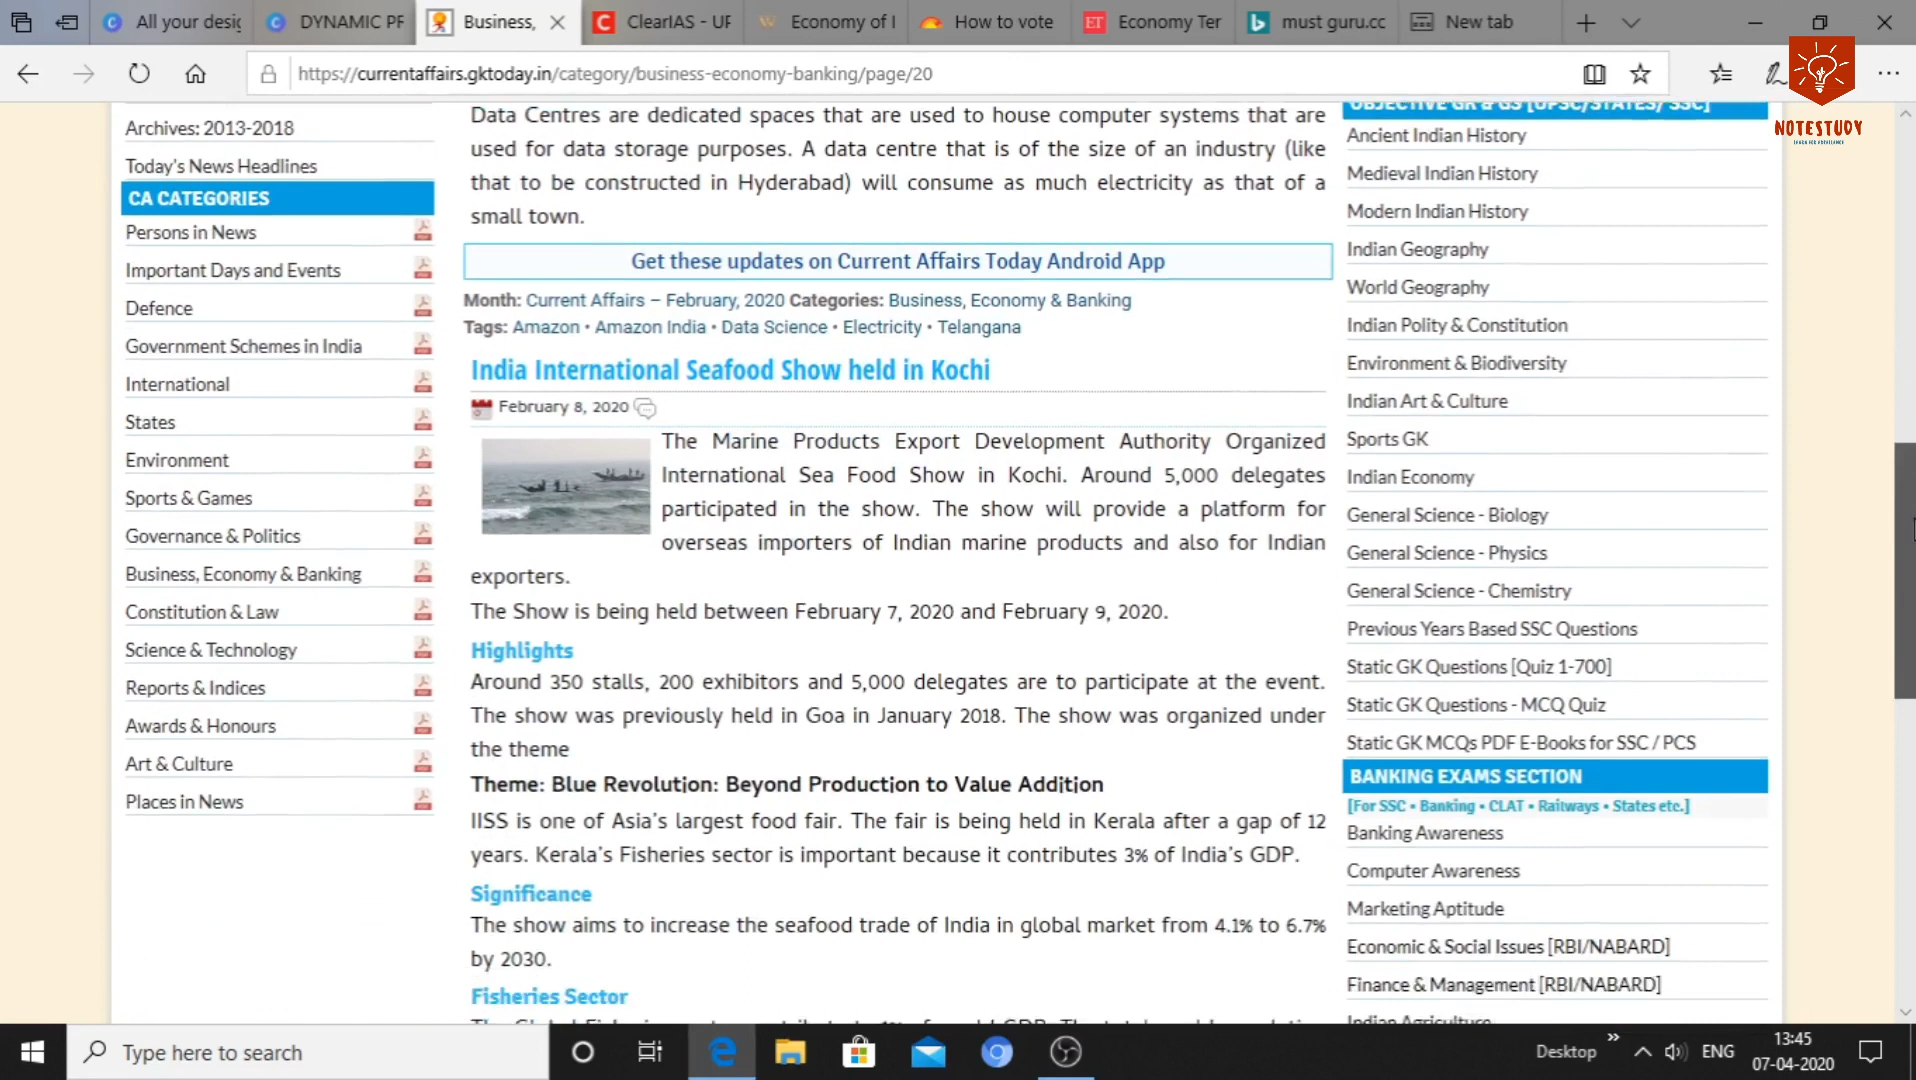 All your desig
DYNAMIC PF
Business,
ClearIAS - UF
Economy of I
How to vote
Economy Ter
must guru.cc
New tab
https://currentaffairs.gktoday.in/category/business-economy-banking/page/20
NOTESTUDY
Archives: 2013-2018
Today's News Headlines
CA CATEGORIES
Persons in News
Important Days and Events
Defence
Government Schemes in India
International
States
Environment
Sports & Games
Governance & Politics
Business, Economy & Banking
Constitution & Law
Science & Technology
Reports & Indices
Awards & Honours
Art & Culture
Places in News
Data Centres are dedicated spaces that are used to house computer systems that are
used for data storage purposes. A data centre that is of the size of an industry (like
that to be constructed in Hyderabad) will consume as much electricity as that of a
small town.
Get these updates on Current Affairs Today Android App
Month: Current Affairs – February, 2020 Categories: Business, Economy & Banking
Tags: Amazon • Amazon India • Data Science • Electricity • Telangana
India International Seafood Show held in Kochi
February 8, 2020
The Marine Products Export Development Authority Organized
International Sea Food Show in Kochi. Around 5,000 delegates
participated in the show. The show will provide a platform for
overseas importers of Indian marine products and also for Indian
exporters.
The Show is being held between February 7, 2020 and February 9, 2020.
Highlights
Around 350 stalls, 200 exhibitors and 5,000 delegates are to participate at the event.
The show was previously held in Goa in January 2018. The show was organized under
the theme
Theme: Blue Revolution: Beyond Production to Value Addition
IISS is one of Asia's largest food fair. The fair is being held in Kerala after a gap of 12
years. Kerala's Fisheries sector is important because it contributes 3% of India's GDP.
Significance
The show aims to increase the seafood trade of India in global market from 4.1% to 6.7%
by 2030.
Fisheries Sector
OBJECTIVE GK & GS [UPSC/STATES/ SSC]
Ancient Indian History
Medieval Indian History
Modern Indian History
Indian Geography
World Geography
Indian Polity & Constitution
Environment & Biodiversity
Indian Art & Culture
Sports GK
Indian Economy
General Science - Biology
General Science - Physics
General Science - Chemistry
Previous Years Based SSC Questions
Static GK Questions [Quiz 1-700]
Static GK Questions - MCQ Quiz
Static GK MCQs PDF E-Books for SSC / PCS
BANKING EXAMS SECTION
[For SSC • Banking • CLAT • Railways • States etc.]
Banking Awareness
Computer Awareness
Marketing Aptitude
Economic & Social Issues [RBI/NABARD]
Finance & Management [RBI/NABARD]
Indian Agriculture
Type here to search
Desktop
ENG
13:45
07-04-2020